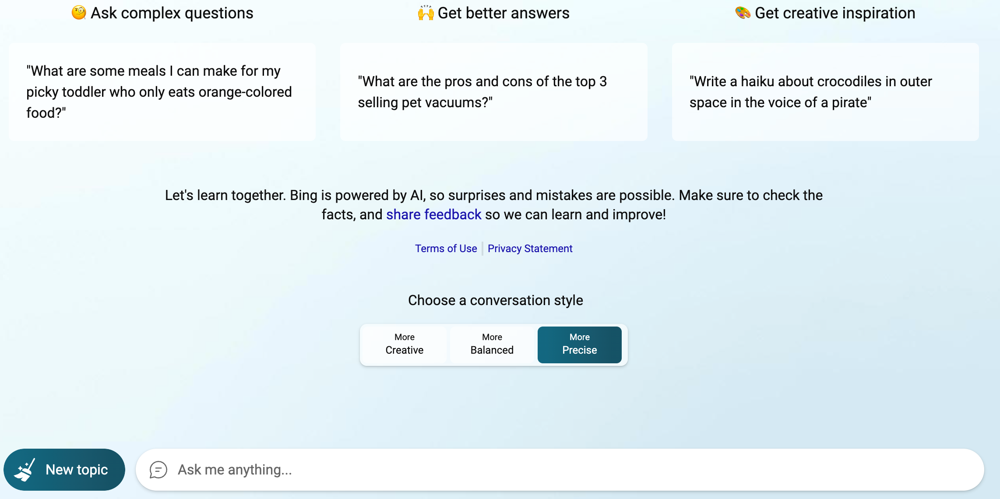 Ask complex questions
Get better answers
Get creative inspiration
"What are some meals I can make for my
picky toddler who only eats orange-colored
food?"
"What are the pros and cons of the top 3
selling pet vacuums?"
"Write a haiku about crocodiles in outer
space in the voice of a pirate"
Let's learn together. Bing is powered by AI, so surprises and mistakes are possible. Make sure to check the
facts, and share feedback so we can learn and improve!
Terms of Use
Privacy Statement
Choose a conversation style
More
Creative
More
Balanced
More
Precise
New topic
Ask me anything...